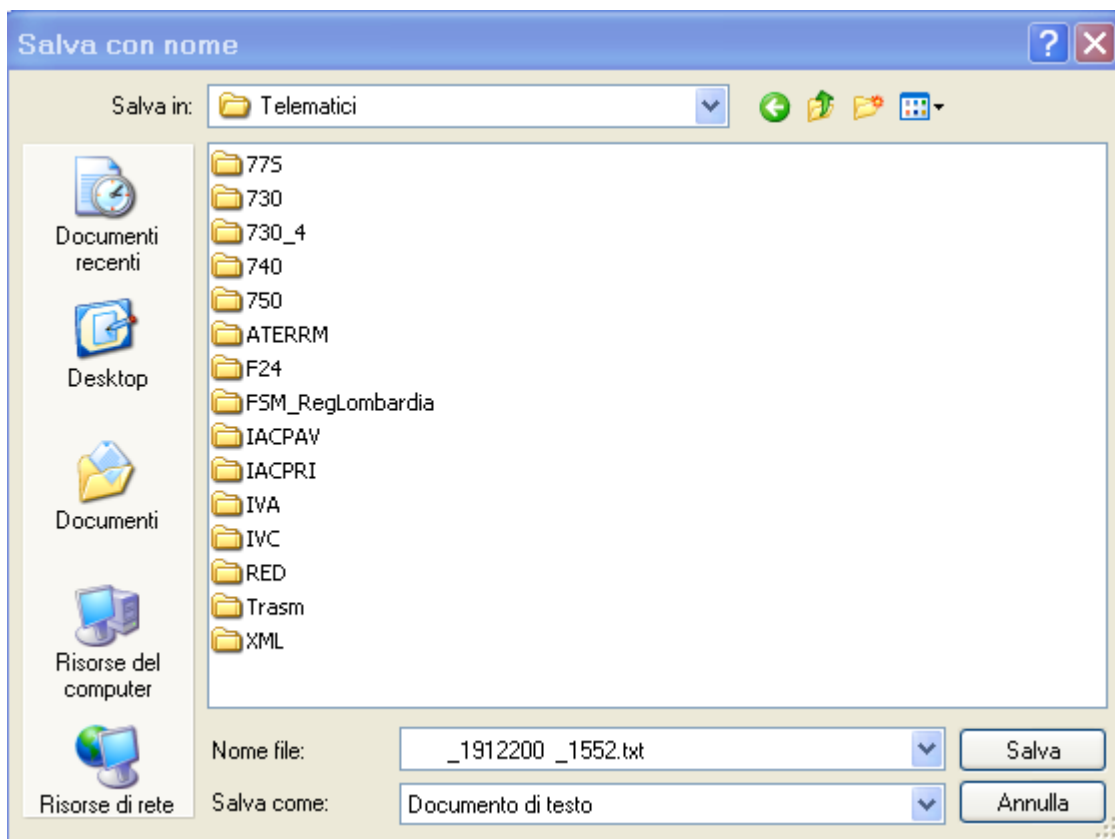 Salva con nome
Salva in: Telematici
775
730
730_4
740
750
ATERRM
F24
FSM_RegLombardia
IACPAV
IACPRI
IVA
IVC
RED
Trasm
XML
Documenti
recenti
Desktop
Documenti
Risorse del
computer
Risorse di rete
Nome file: _1912200 _1552.txt Salva
Salva come: Documento di testo Annulla